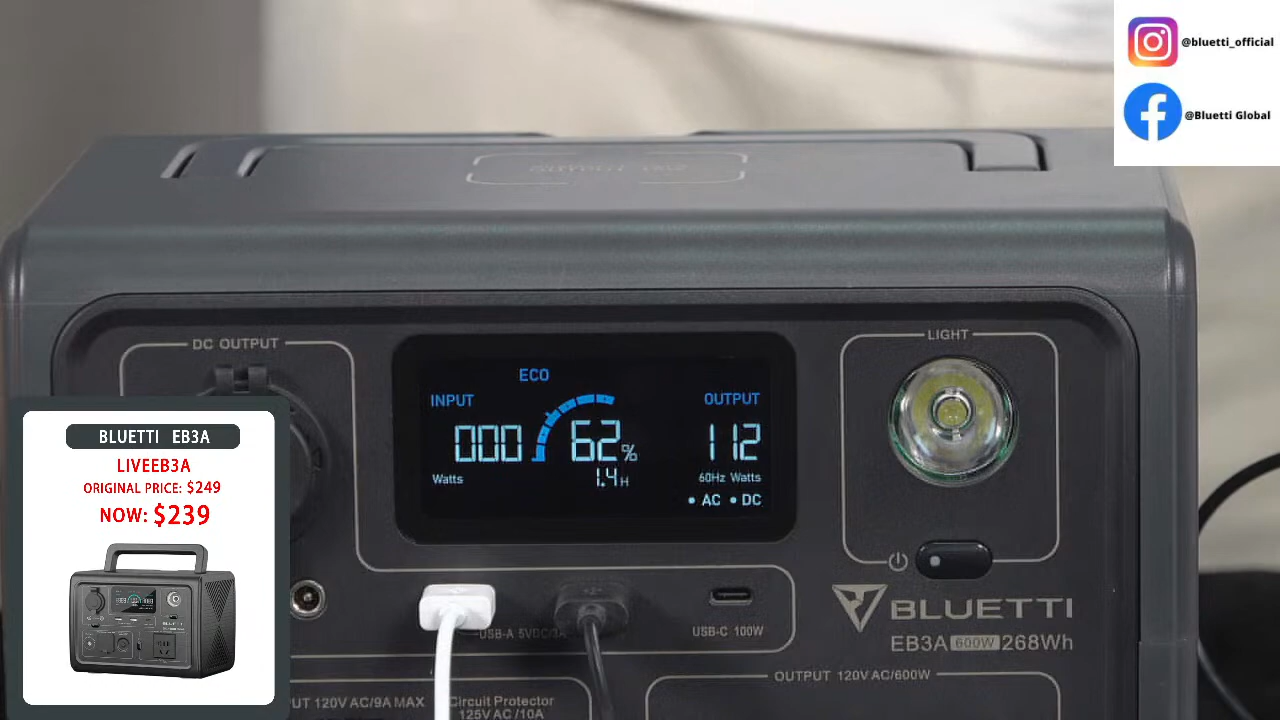 @bluetti_official
@Bluetti Global
LIGHT
DC OUTPUT
ECO
INPUT
OUTPUT
000
62%
112
Watts
1.4H
60Hz Watts
• AC • DC
BLUETTI EB3A
LIVEEB3A
ORIGINAL PRICE: $249
NOW: $239
USB-A 5VDC/3A
USB-C 100W
BLUETTI
EB3A 600W 268Wh
OUTPUT 120V AC/600W
PUT 120V AC/9A MAX
Circuit Protector
125V AC/10A